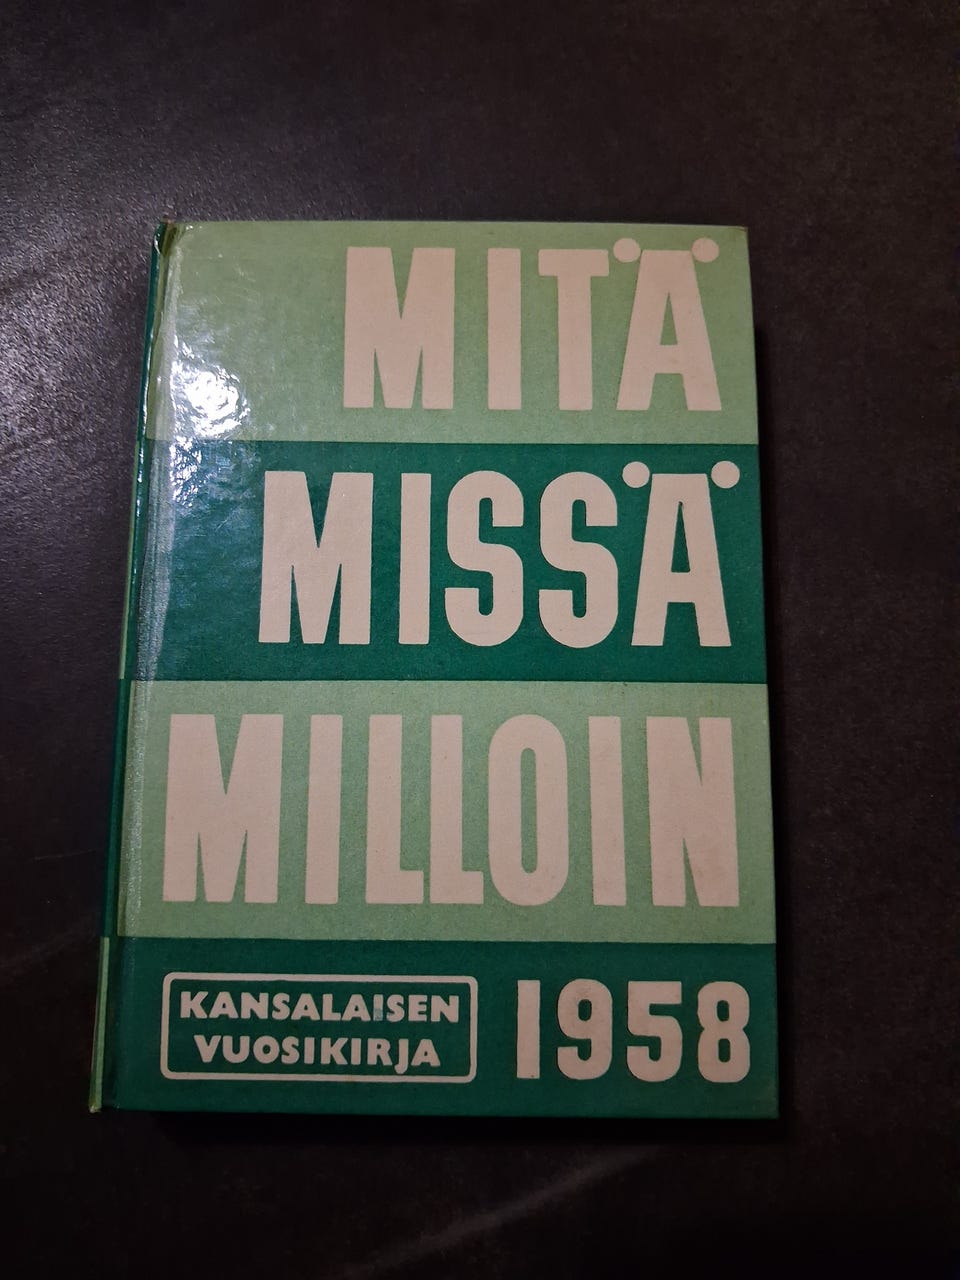 MITÄ
MISSÄ
MILLOIN
KANSALAISEN
VUOSIKIRJA
1958